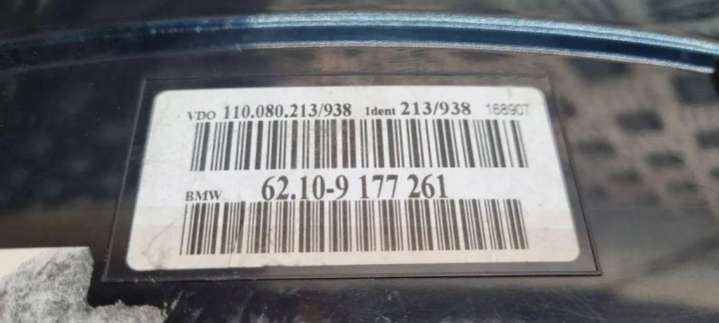 VDO 110.080.213/938 Ident 213/938 168907
BMW 62.10-9 177 261